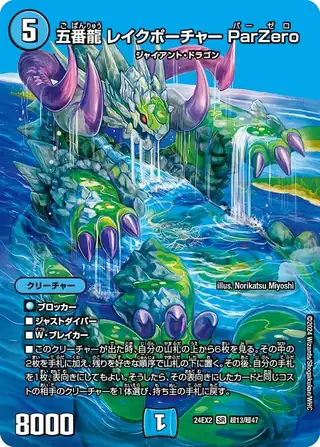 5
五番龍 レイクポーチャー ParZero
ごばんりゅう
パーゼロ
ジャイアント・ドラゴン
illus. Norikatsu Miyoshi
クリーチャー
ブロッカー
■ジャストダイバー
■W・ブレイカー
■このクリーチャーが出た時、自分の山札の上から6枚を見る。その中の
2枚を手札に加え、残りを好きな順序で山札の下に置く。その後、自分の手
札を1枚、表向きにしてもよい。そうしたら、その表向きにしたカードと同じコ
ストの相手のクリーチャーを1体選び、持ち主の手札に戻す。
8000
1
24EX2 SR 超13/超47
©2024 Wizards/Shogakukan/WHC